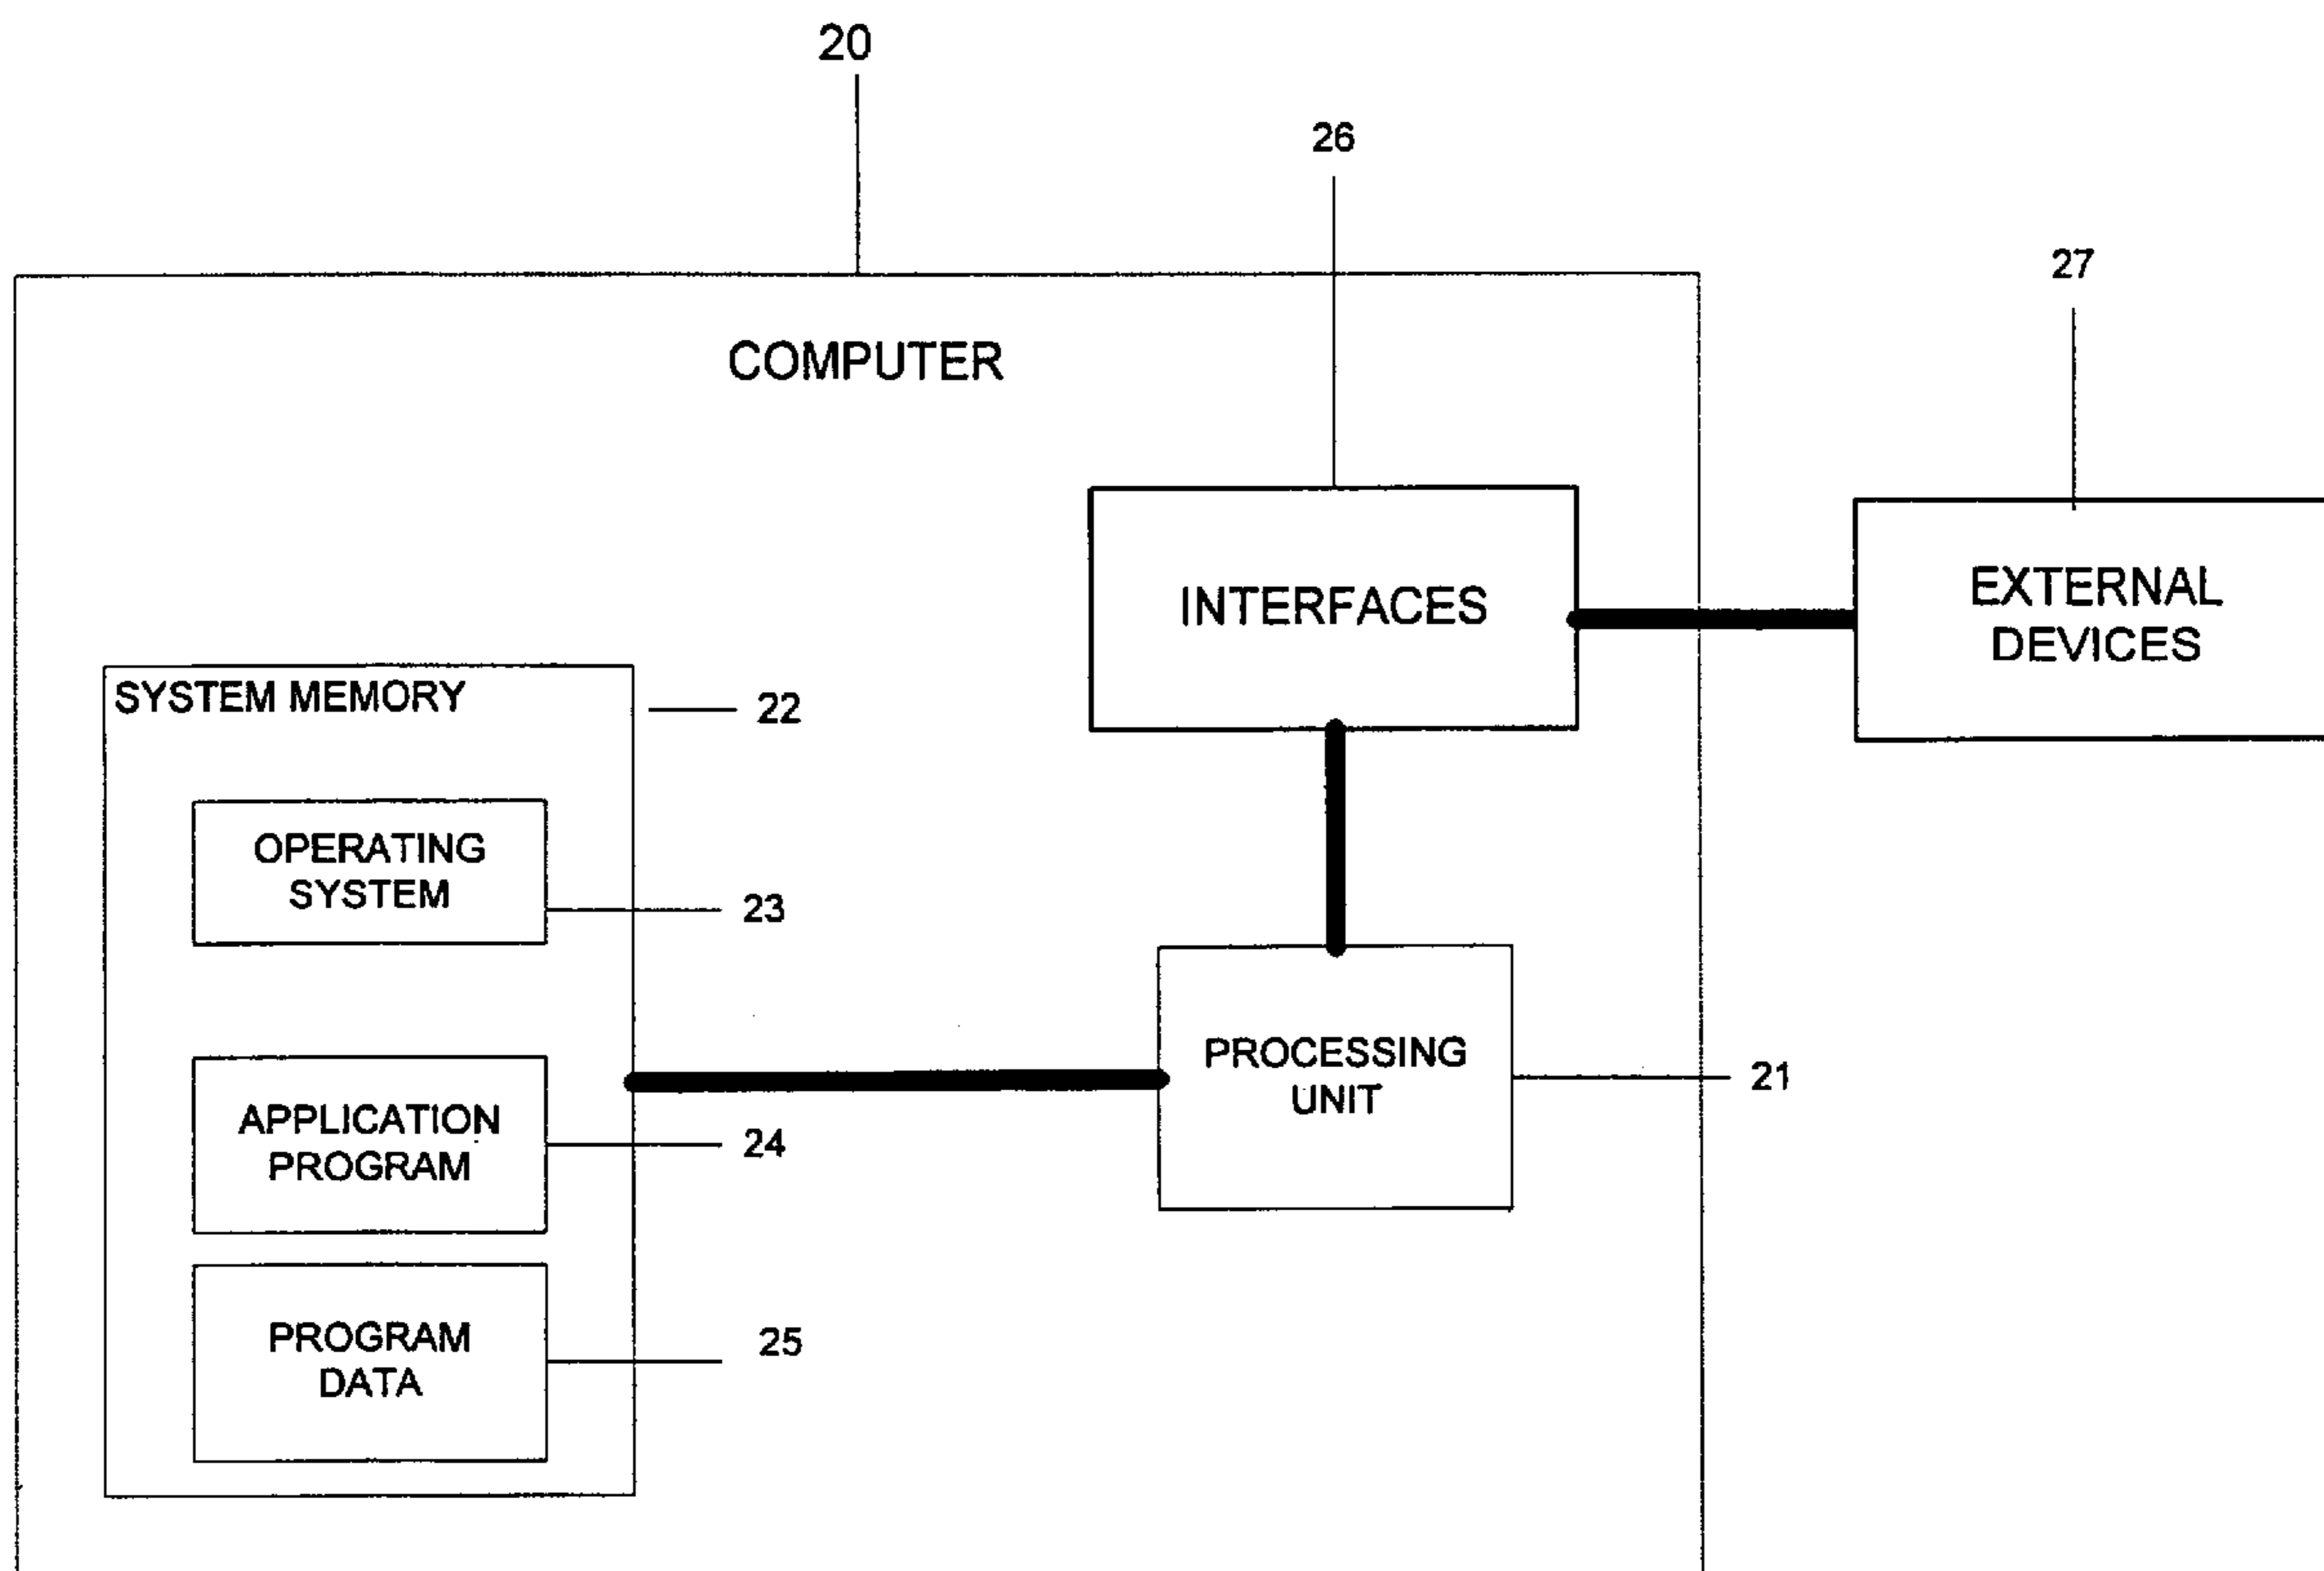 20
26
27
COMPUTER
INTERFACES
EXTERNAL
DEVICES
SYSTEM MEMORY
22
OPERATING
SYSTEM
23
PROCESSING
UNIT
21
APPLICATION
PROGRAM
24
PROGRAM
DATA
25